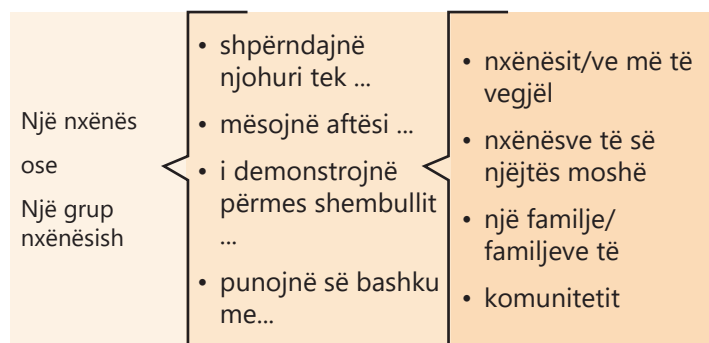 Një nxënës
ose
Një grup
nxënësish
• shpërndajnë
njohuri tek ...
• mësojnë aftësi ...
• i demonstrojnë
përmes shembullit
...
• punojnë së bashku
me...
• nxënësit/ve më të
vegjël
• nxënësve të së
njëjtës moshë
• një familje/
familjeve të
• komunitetit